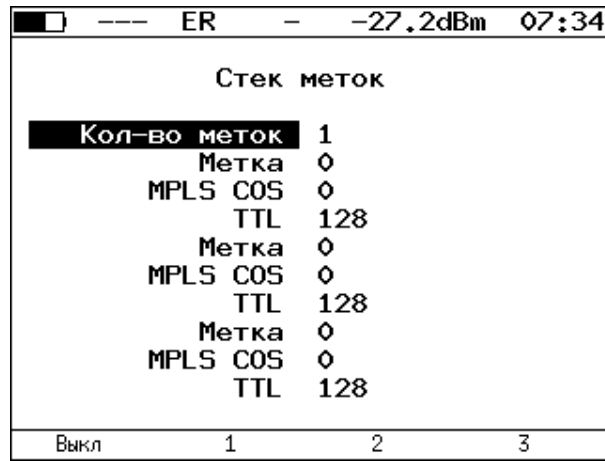 --- ER - -27.2dBm 07:34
Стек меток
Кол-во меток 1
Метка 0
MPLS COS 0
TTL 128
Метка 0
MPLS COS 0
TTL 128
Метка 0
MPLS COS 0
TTL 128
Выкл 1 2 3